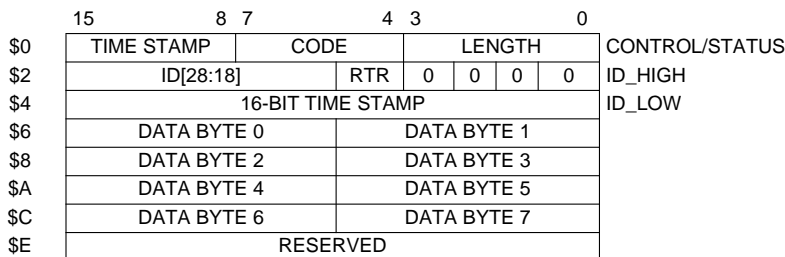 15 8 7 4 3 0
$0 TIME STAMP CODE LENGTH CONTROL/STATUS
$2 ID[28:18] RTR 0 0 0 0 ID_HIGH
$4 16-BIT TIME STAMP ID_LOW
$6 DATA BYTE 0 DATA BYTE 1
$8 DATA BYTE 2 DATA BYTE 3
$A DATA BYTE 4 DATA BYTE 5
$C DATA BYTE 6 DATA BYTE 7
$E RESERVED